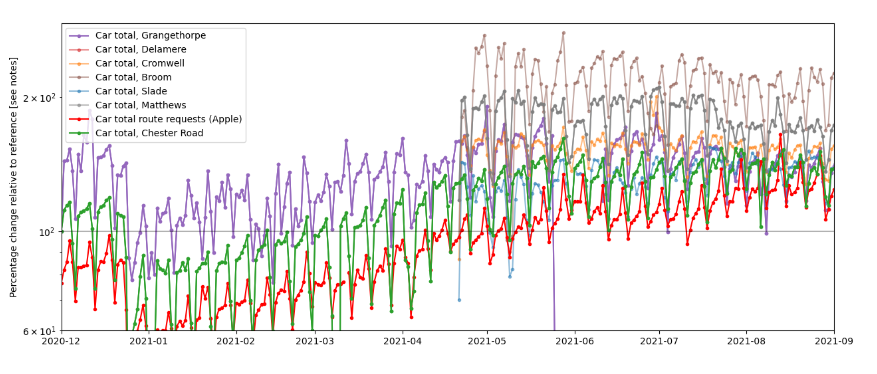 Percentage change relative to reference [see notes]
Car total, Grangethorpe
Car total, Delamere
Car total, Cromwell
Car total, Broom
Car total, Slade
Car total, Matthews
Car total route requests (Apple)
Car total, Chester Road
2 × 10²
10²
6 × 10¹
2020-12
2021-01
2021-02
2021-03
2021-04
2021-05
2021-06
2021-07
2021-08
2021-09